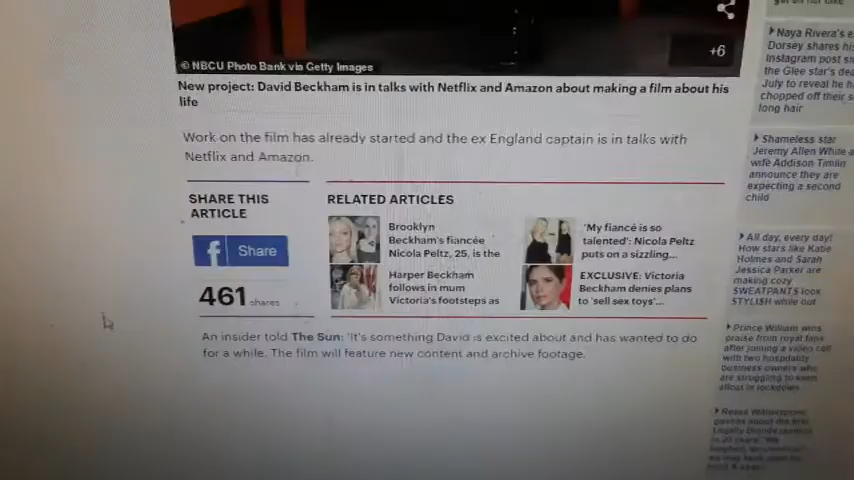 +6
© NBCU Photo Bank via Getty Images
New project: David Beckham is in talks with Netflix and Amazon about making a film about his
life
Work on the film has already started and the ex England captain is in talks with
Netflix and Amazon.
SHARE THIS
ARTICLE
f Share
461 shares
RELATED ARTICLES
Brooklyn
Beckham's fiancée
Nicola Peltz, 25, is the
'My fiancé is so
talented': Nicola Peltz
puts on a sizzling...
Harper Beckham
follows in mum
Victoria's footsteps as
EXCLUSIVE: Victoria
Beckham denies plans
to 'sell sex toys'...
An insider told The Sun: 'It's something David is excited about and has wanted to do
for a while. The film will feature new content and archive footage.
Naya Rivera's e
Dorsey shares his
Instagram post si
the Glee star's dea
July to reveal he h
chopped off their s
long hair
Shameless star
Jeremy Allen White a
wife Addison Timlin
announce they are
expecting a second
child
All day, every day!
How stars like Katie
Holmes and Sarah
Jessica Parker are
making cozy
SWEATPANTS look
STYLISH while out
Prince William wins
praise from royal fans
after joining a video call
with two hospitality
business owners who
are struggling to keep
afloat in lockdown
Reese Witherspoon
Legally Blonde